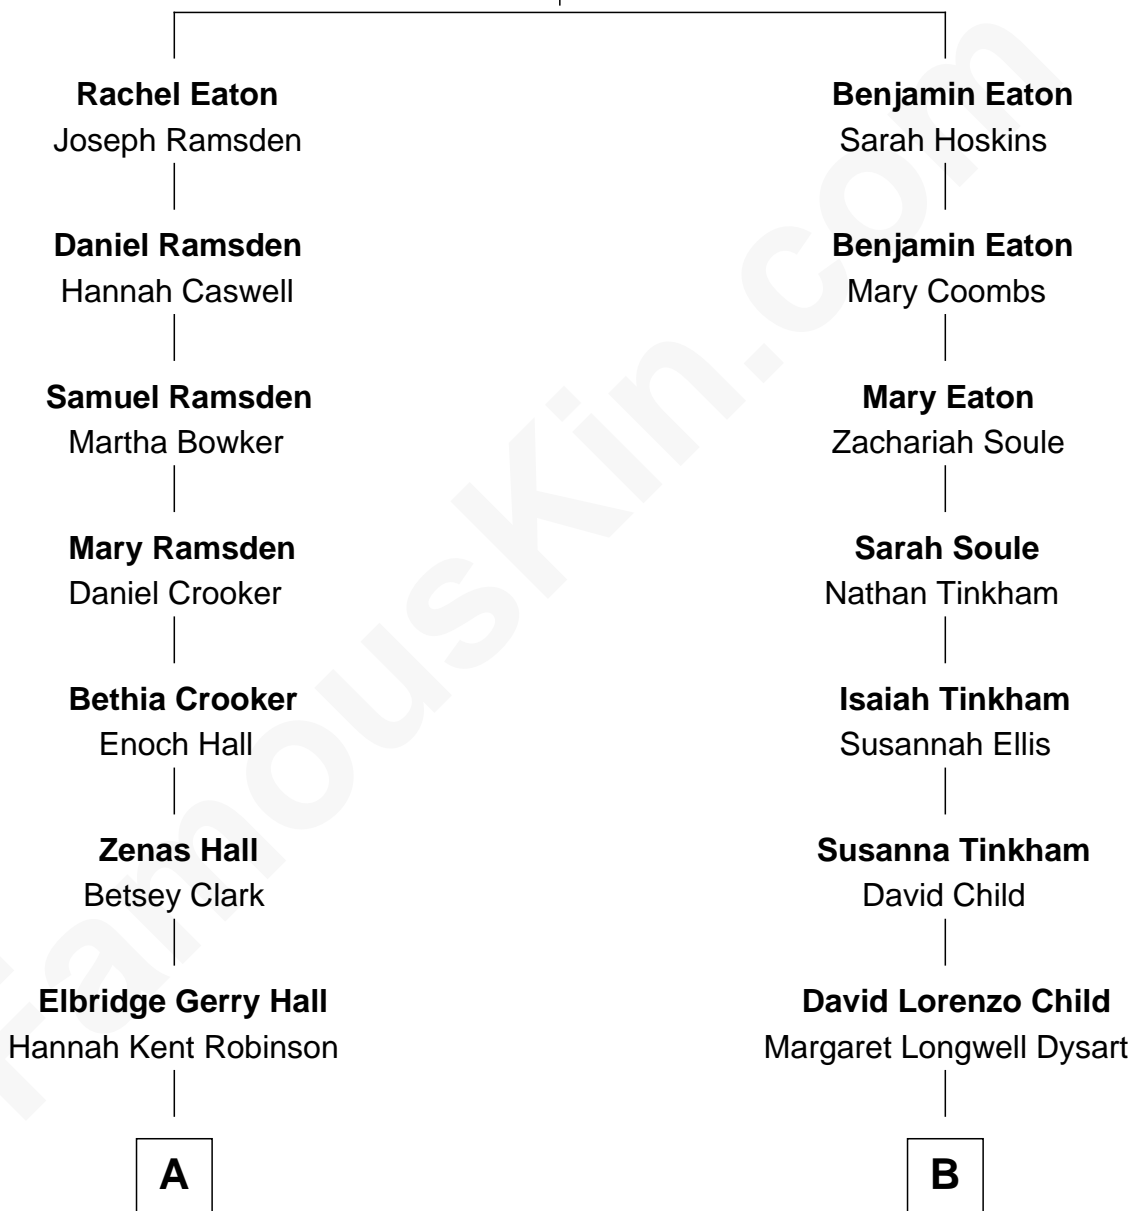 Rachel Eaton
Joseph Ramsden
Daniel Ramsden
Hannah Caswell
Samuel Ramsden
Martha Bowker
Mary Ramsden
Daniel Crooker
Bethia Crooker
Enoch Hall
Zenas Hall
Betsey Clark
Elbridge Gerry Hall
Hannah Kent Robinson
A
Benjamin Eaton
Sarah Hoskins
Benjamin Eaton
Mary Coombs
Mary Eaton
Zachariah Soule
Sarah Soule
Nathan Tinkham
Isaiah Tinkham
Susannah Ellis
Susanna Tinkham
David Child
David Lorenzo Child
Margaret Longwell Dysart
B
FamousKin.com